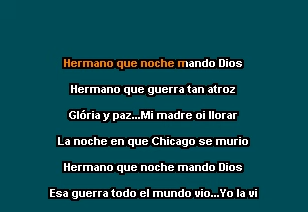 Hermano que noche mando Dios
Hermano que guerra tan atroz
Glória y paz...Mi madre oi llorar
La noche en que Chicago se murio
Hermano que noche mando Dios
Esa guerra todo el mundo vio...Yo la vi